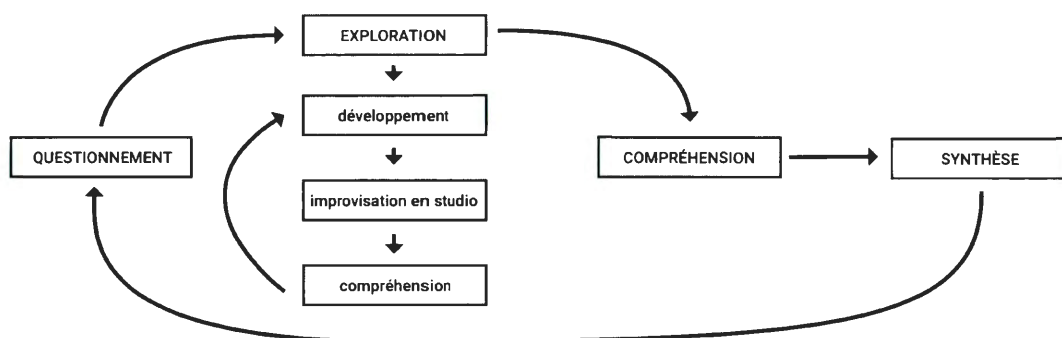 EXPLORATION
développement
QUESTIONNEMENT
COMPRÉHENSION
SYNTHÈSE
improvisation en studio
compréhension